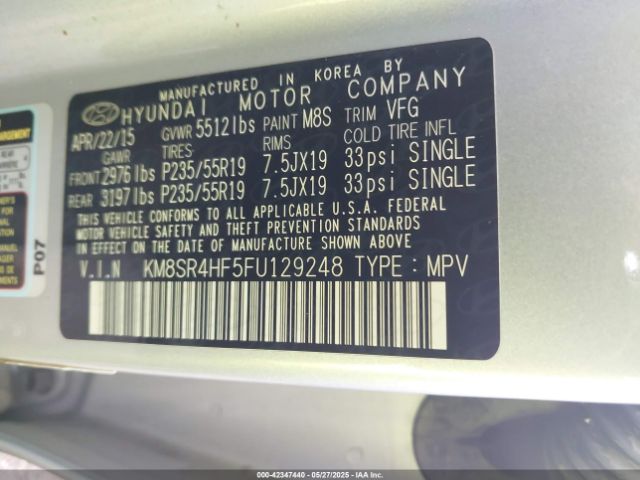 MANUFACTURED IN KOREA BY
HYUNDAI MOTOR COMPANY
APR/22/15 GVWR 5512lbs PAINT M8S TRIM VFG
GAWR TIRES RIMS COLD TIRE INFL
FRONT 2976lbs P235/55R19 7.5JX19 33psi SINGLE
REAR 3197lbs P235/55R19 7.5JX19 33psi SINGLE
THIS VEHICLE CONFORMS TO ALL APPLICABLE U.S.A. FEDERAL
MOTOR VEHICLE SAFETY AND THEFT PREVENTION STANDARDS
IN EFFECT ON THE DATE OF MANUFACTURE SHOWN ABOVE.
V.I.N KM8SR4HF5FU129248 TYPE : MPV
P07
000-42347440 - 05/27/2025 - IAA Inc.